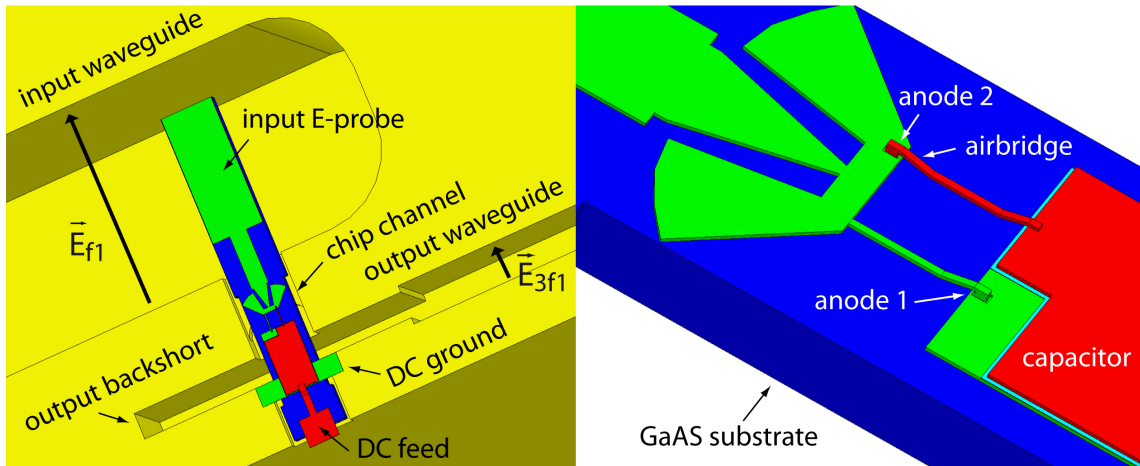 input waveguide
input E-probe
E⃗f1
chip channel
output waveguide
E⃗3f1
output backshort
DC ground
DC feed
anode 2
airbridge
anode 1
capacitor
GaAS substrate